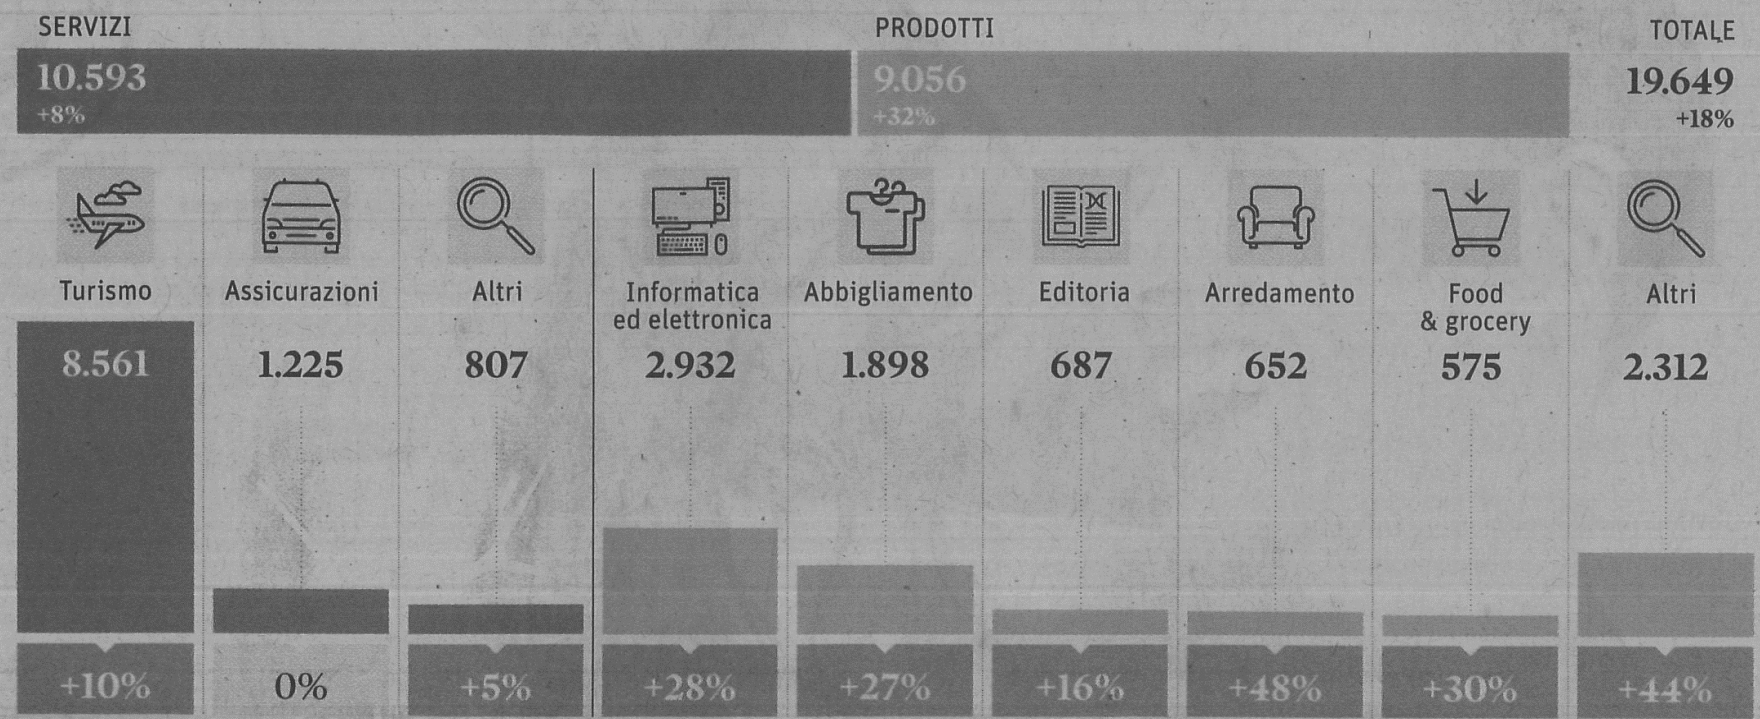 SERVIZI
10.593
+8%
PRODOTTI
9.056
+32%
TOTALE
19.649
+18%
Turismo
8.561
+10%
Assicurazioni
1.225
0%
Altri
807
+5%
Informatica
ed elettronica
2.932
+28%
Abbigliamento
1.898
+27%
Editoria
687
+16%
Arredamento
652
+48%
Food
& grocery
575
+30%
Altri
2.312
+44%